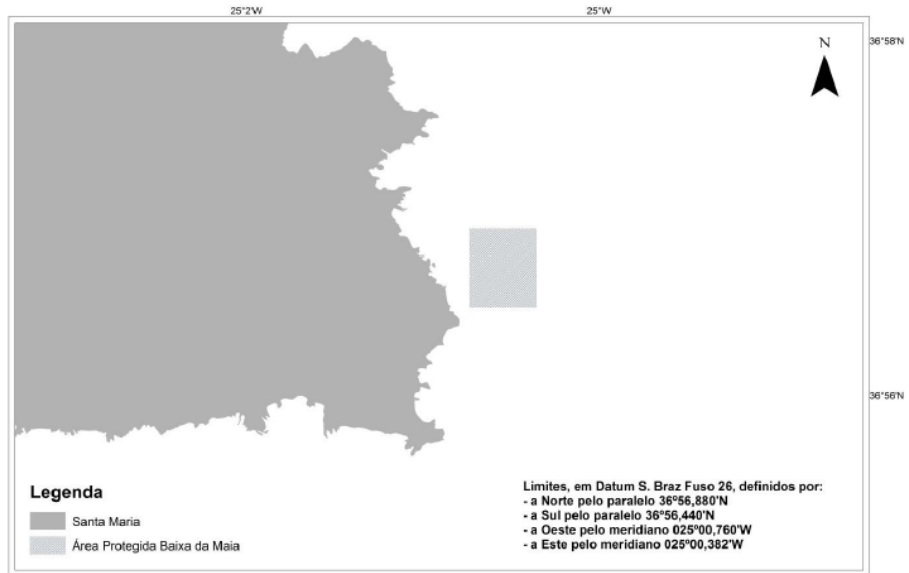 25°2'W
25°W
36°58'N
N
36°56'N
Legenda
Santa Maria
Área Protegida Baixa da Maia
Limites, em Datum S. Braz Fuso 26, definidos por:
- a Norte pelo paralelo 36º56,880'N
- a Sul pelo paralelo 36º56,440'N
- a Oeste pelo meridiano 025º00,760'W
- a Este pelo meridiano 025º00,382'W